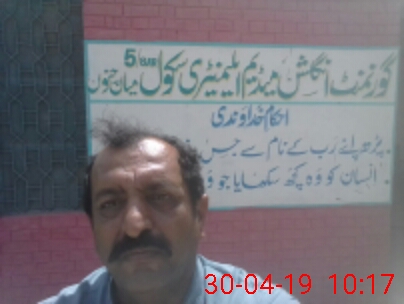 گورنمنٹ انگلش میڈیم ایلیمنٹری سکول 5/
میاں چنوں
احکام خداوندی
پڑھ اپنے رب کے نام سے جس
انسان کو وہ کچھ سکھایا جو
30-04-19 10:17